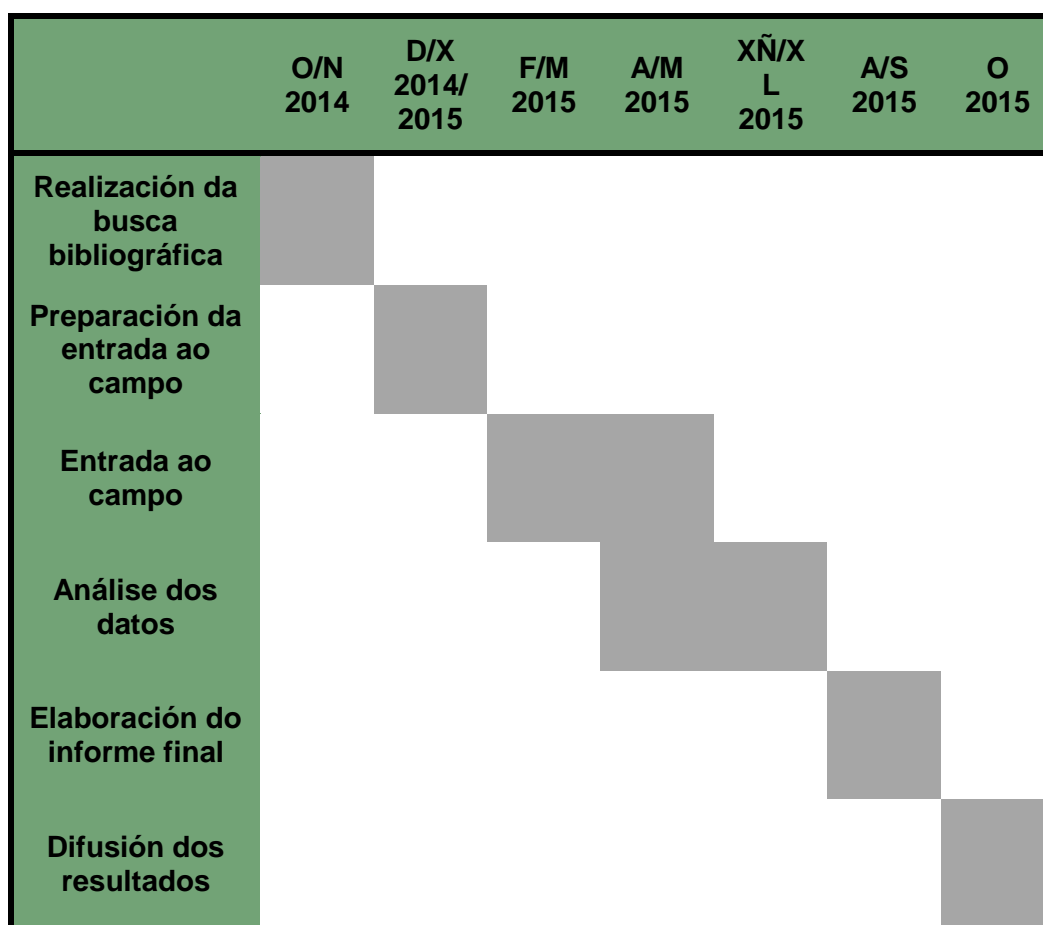 O/N
2014
D/X
2014/
2015
F/M
2015
A/M
2015
XÑ/X
L
2015
A/S
2015
O
2015
Realización da
busca
bibliográfica
Preparación da
entrada ao
campo
Entrada ao
campo
Análise dos
datos
Elaboración do
informe final
Difusión dos
resultados